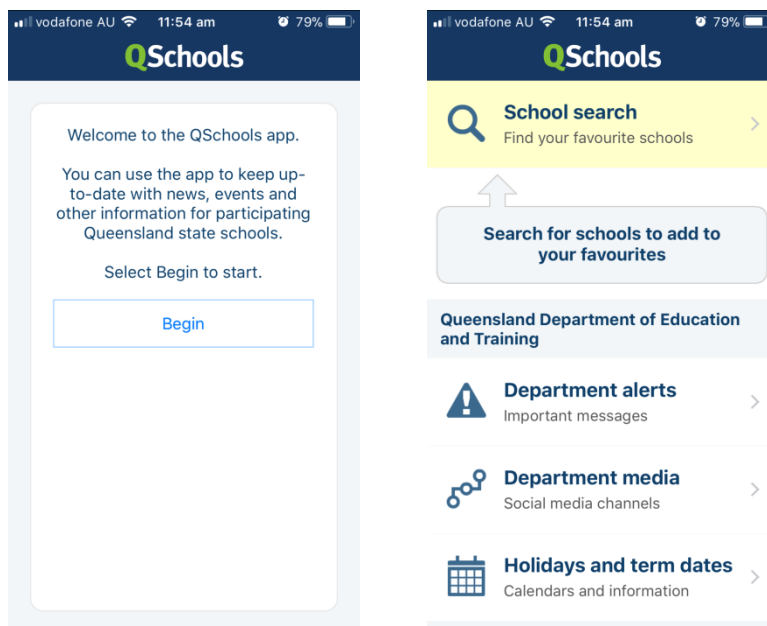 vodafone AU 11:54 am 79%
QSchools
Welcome to the QSchools app.
You can use the app to keep up-
to-date with news, events and
other information for participating
Queensland state schools.
Select Begin to start.
Begin
vodafone AU 11:54 am 79%
QSchools
School search
Find your favourite schools
Search for schools to add to
your favourites
Queensland Department of Education
and Training
Department alerts
Important messages
Department media
Social media channels
Holidays and term dates
Calendars and information